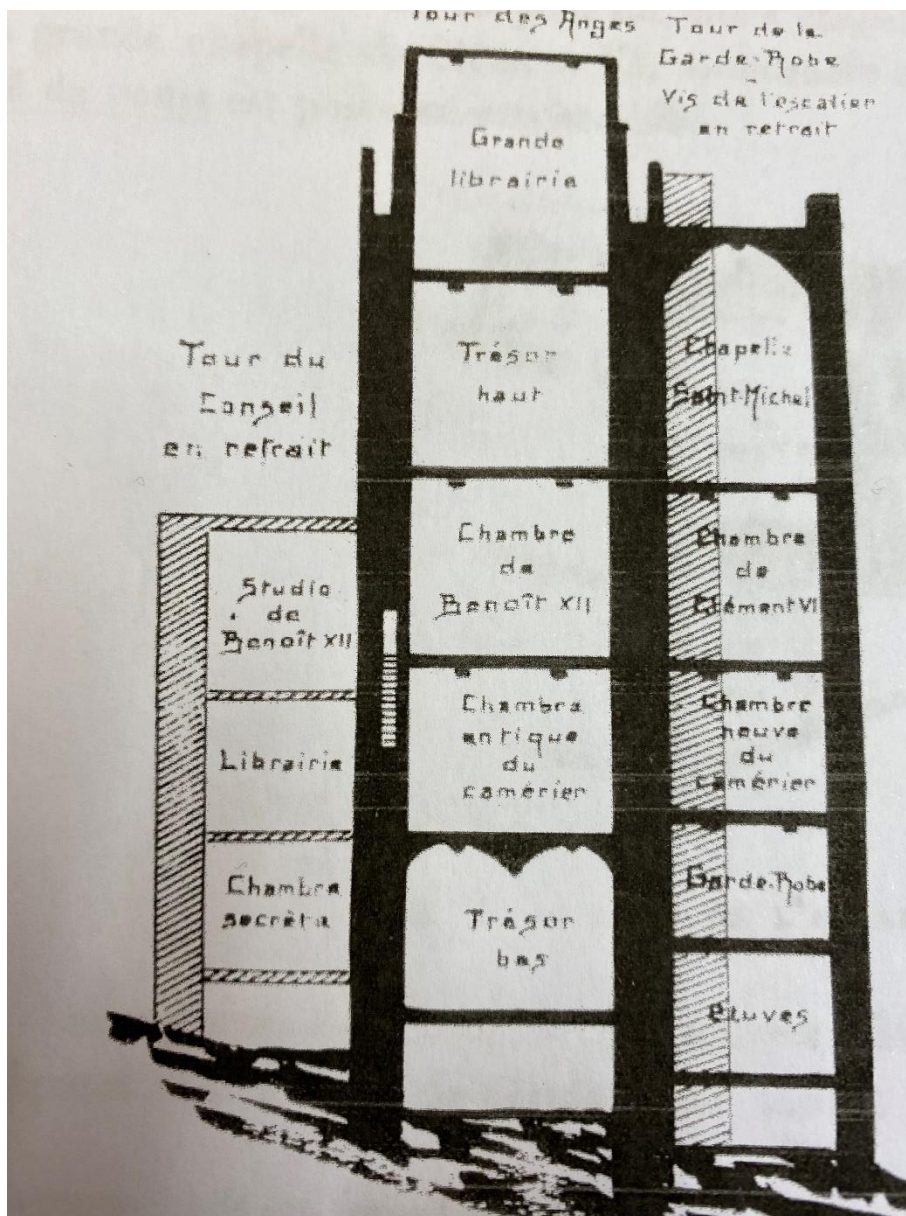 Tour des Anges
Tour de la
Garde-Robe
-
Vis de l'escalier
en retrait
Grande
librairie
Trésor
haut
Chapelle
Saint-Michel
Tour du
Conseil
en retrait
Chambre
de
Benoît XII
Chambre
de
Clément VI
Studio
de
Benoît XII
Chambre
antique
du
camérier
Chambre
neuve
du
camérier
Librairie
Garde-Robe
Chambre
secrète
Trésor
bas
etuves